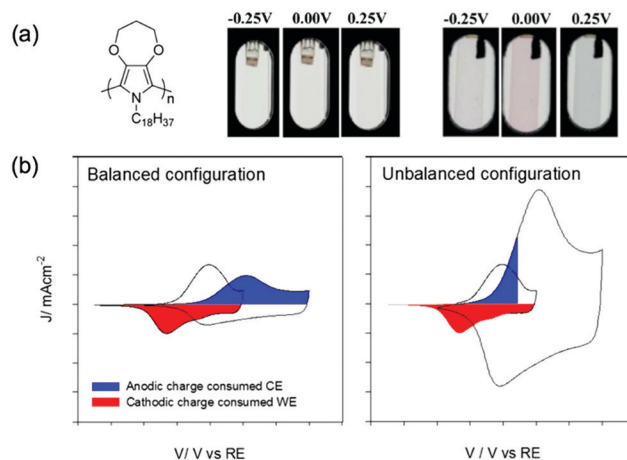 (a)
-0.25V 0.00V 0.25V
-0.25V 0.00V 0.25V
O O
n
N
C18H37
(b)
Balanced configuration
Unbalanced configuration
J/ mAcm-2
Anodic charge consumed CE
Cathodic charge consumed WE
V/ V vs RE
V / V vs RE